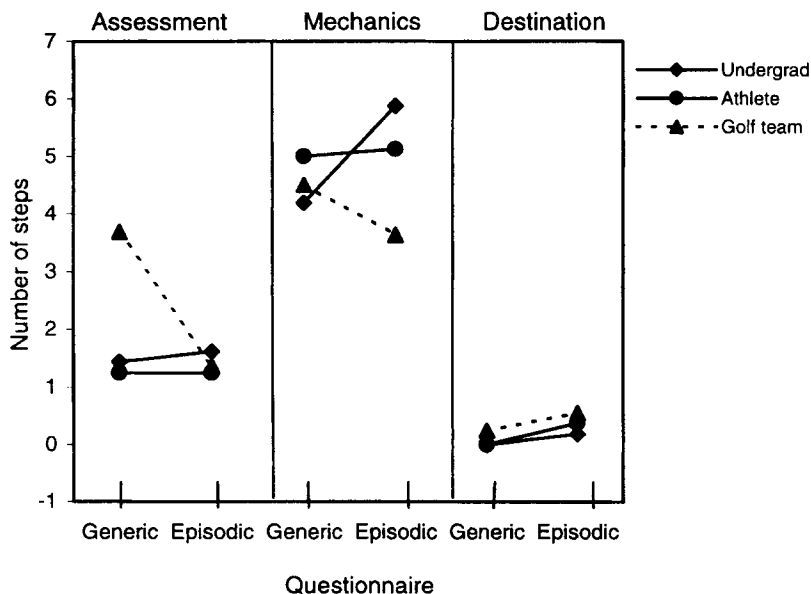 Assessment Mechanics Destination
7
6
5
4
3
2
1
0
-1
Number of steps
Undergrad
Athlete
Golf team
Generic Episodic Generic Episodic Generic Episodic
Questionnaire